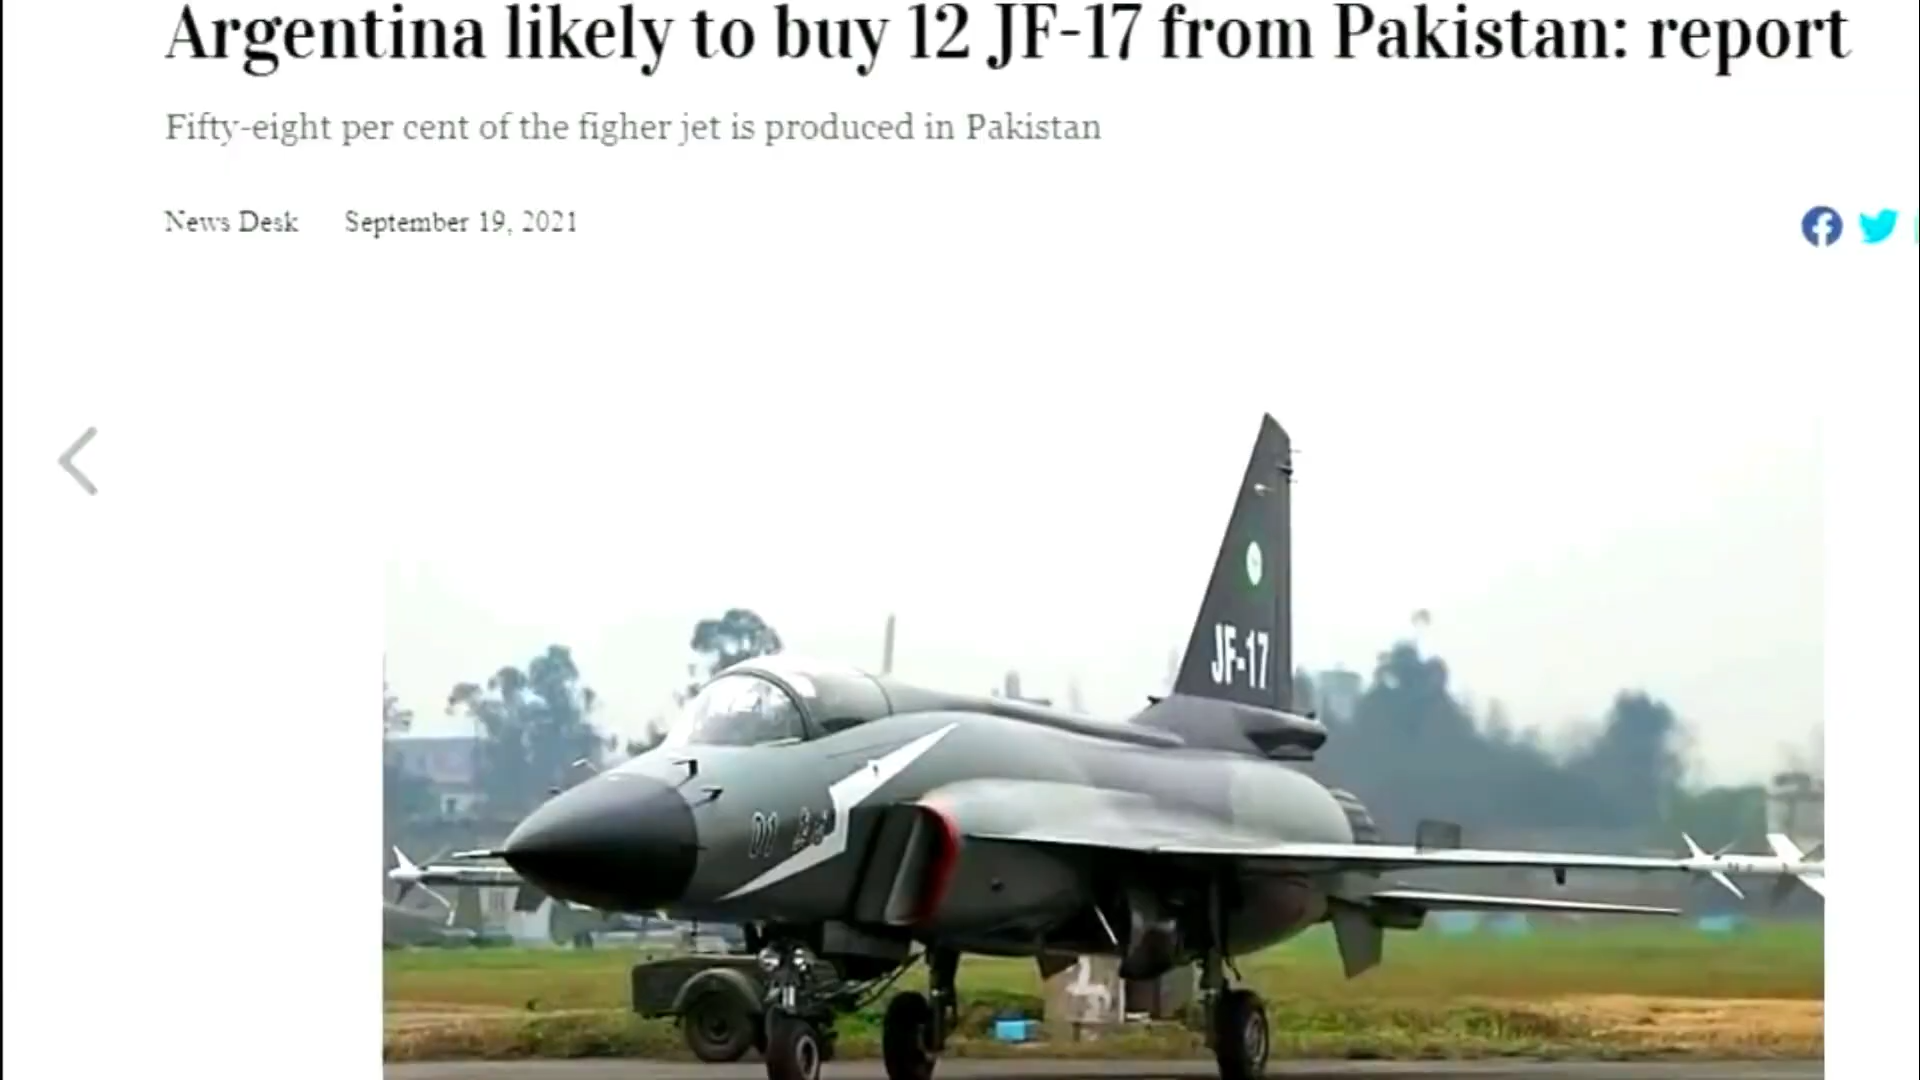 Argentina likely to buy 12 JF-17 from Pakistan: report
Fifty-eight per cent of the figher jet is produced in Pakistan
News Desk September 19, 2021
JF-17
01